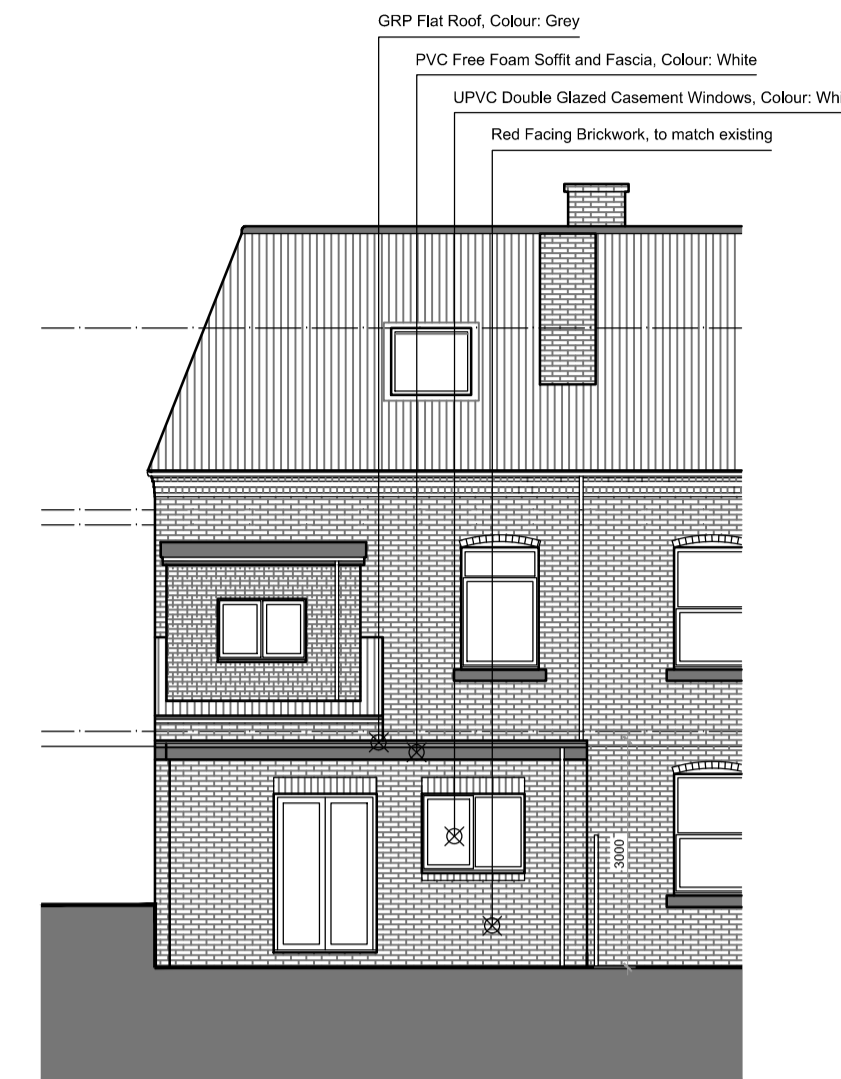 GRP Flat Roof, Colour: Grey
PVC Free Foam Soffit and Fascia, Colour: White
UPVC Double Glazed Casement Windows, Colour: Whi
Red Facing Brickwork, to match existing
3000